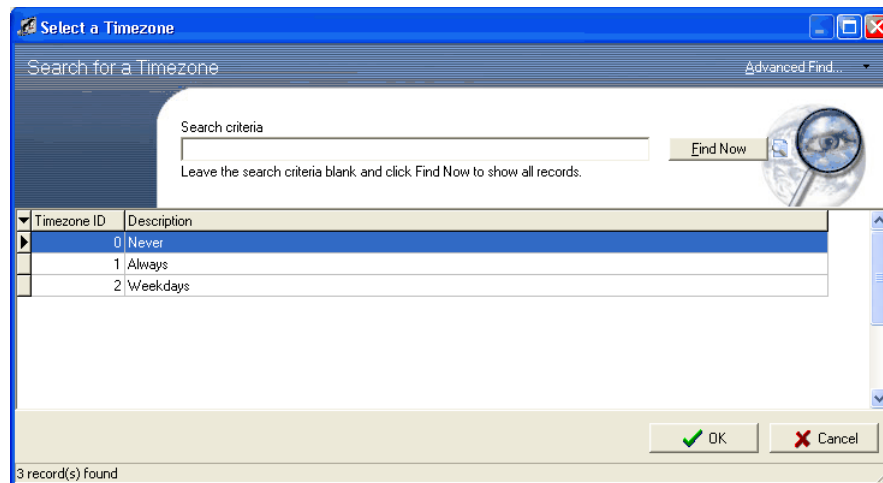 Select a Timezone
Search for a Timezone Advanced Find...
Search criteria
Find Now
Leave the search criteria blank and click Find Now to show all records.
Timezone ID Description
0 Never
1 Always
2 Weekdays
OK Cancel
3 record(s) found